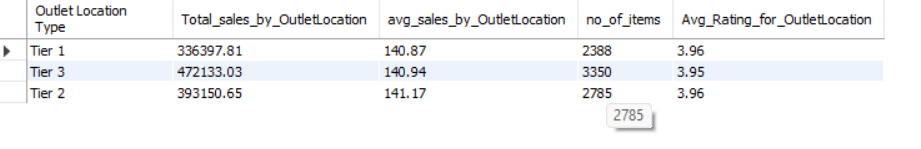 Outlet Location Type Total_sales_by_OutletLocation avg_sales_by_OutletLocation no_of_items Avg_Rating_for_OutletLocation
Tier 1 336397.81 140.87 2388 3.96
Tier 3 472133.03 140.94 3350 3.95
Tier 2 393150.65 141.17 2785 3.96
2785